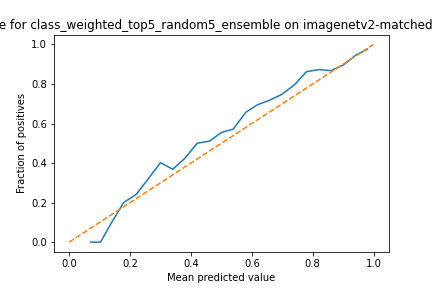 e for class_weighted_top5_random5_ensemble on imagenetv2-matched
1.0
0.8
0.6
0.4
0.2
0.0
Fraction of positives
0.0 0.2 0.4 0.6 0.8 1.0
Mean predicted value